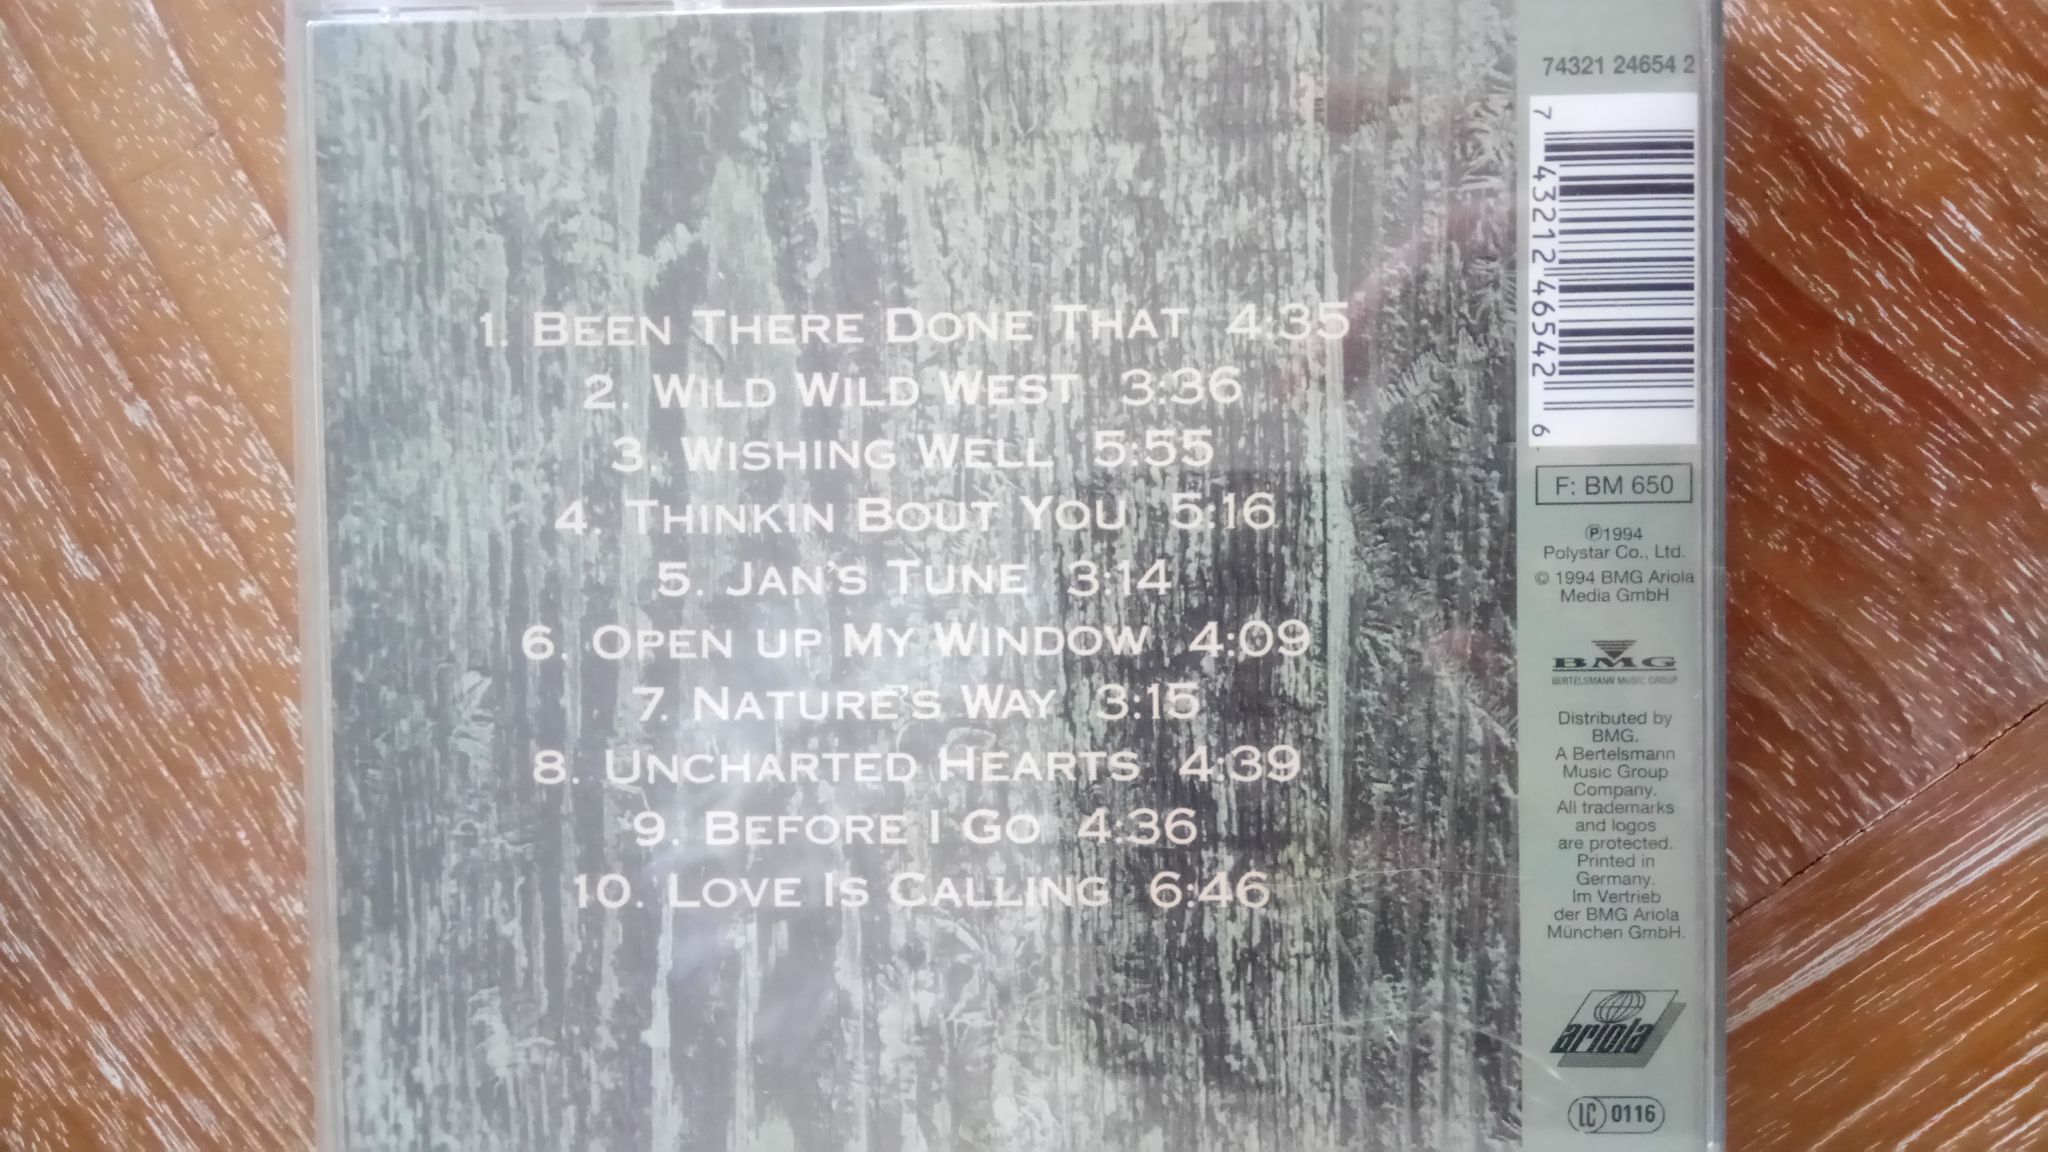 1. BEEN THERE DONE THAT 4:35
2. WILD WILD WEST 3:36
3. WISHING WELL 5:55
4. THINKIN BOUT YOU 5:16
5. JAN'S TUNE 3:14
6. OPEN UP MY WINDOW 4:09
7. NATURE'S WAY 3:15
8. UNCHARTED HEARTS 4:39
9. BEFORE I GO 4:36
10. LOVE IS CALLING 6:46
74321 24654 2
7 43212 46542 6
F: BM 650
℗1994
Polystar Co., Ltd.
© 1994 BMG Ariola
Media GmbH
BMG
BERTELSMANN MUSIC GROUP
Distributed by
BMG.
A Bertelsmann
Music Group
Company.
All trademarks
and logos
are protected.
Printed in
Germany.
Im Vertrieb
der BMG Ariola
München GmbH.
ariola
LC 0116